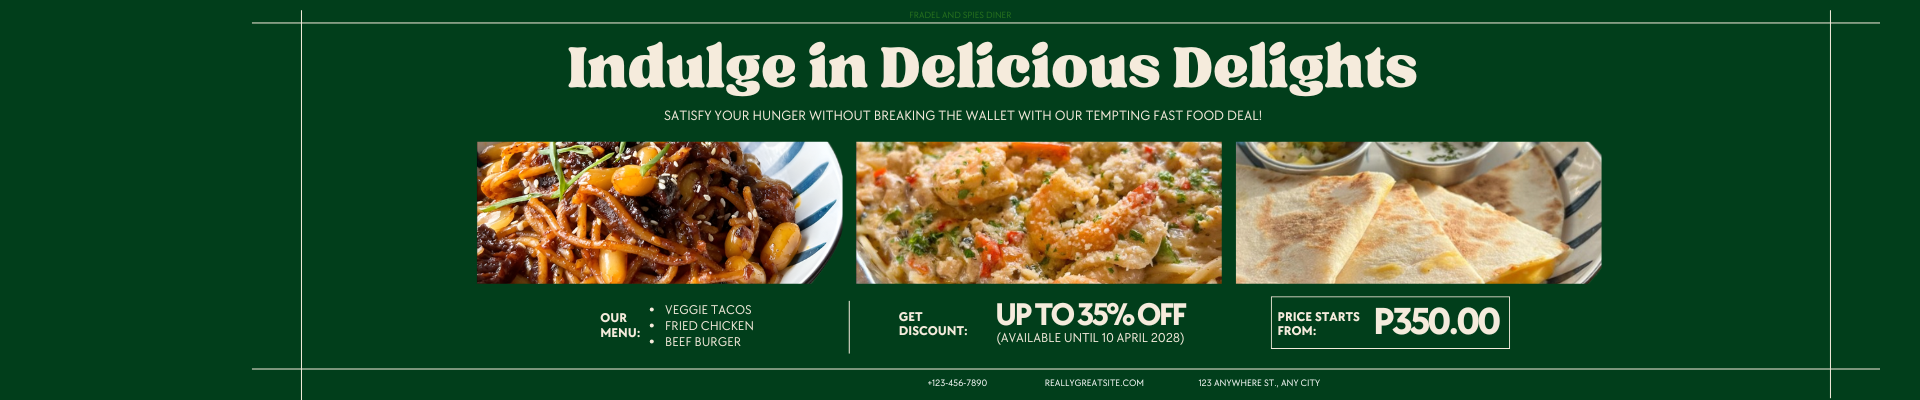 FRADEL AND SPIES DINER
Indulge in Delicious Delights
SATISFY YOUR HUNGER WITHOUT BREAKING THE WALLET WITH OUR TEMPTING FAST FOOD DEAL!
OUR
MENU:
• VEGGIE TACOS
• FRIED CHICKEN
• BEEF BURGER
GET
DISCOUNT:
UP TO 35% OFF
(AVAILABLE UNTIL 10 APRIL 2028)
PRICE STARTS
FROM:
P350.00
+123-456-7890
REALLYGREATSITE.COM
123 ANYWHERE ST., ANY CITY